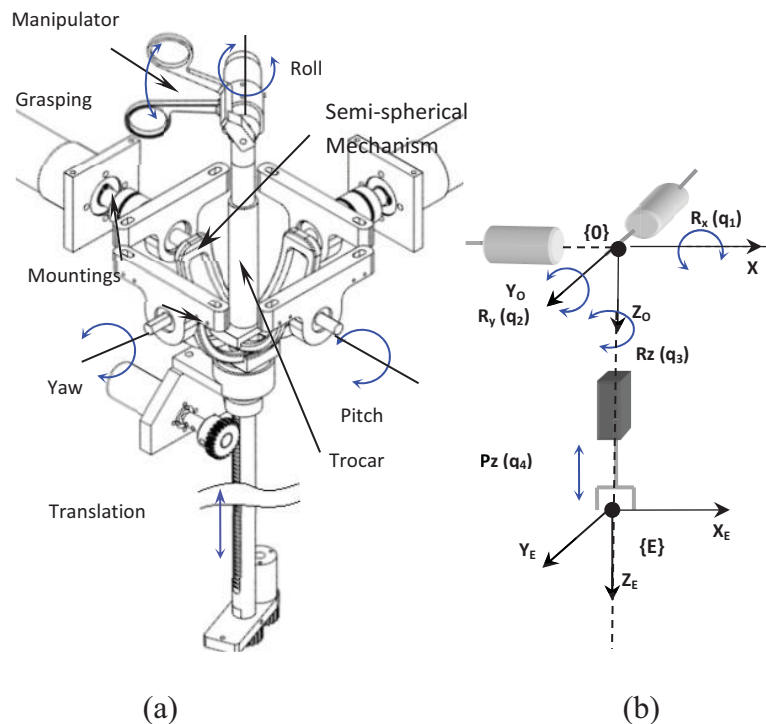 Manipulator
Roll
Grasping
Semi-spherical
Mechanism
Mountings
Yaw
Pitch
Trocar
Translation
(a)
{0}
Rx (q1)
X
YO
Ry (q2)
ZO
Rz (q3)
Pz (q4)
XE
YE
{E}
ZE
(b)